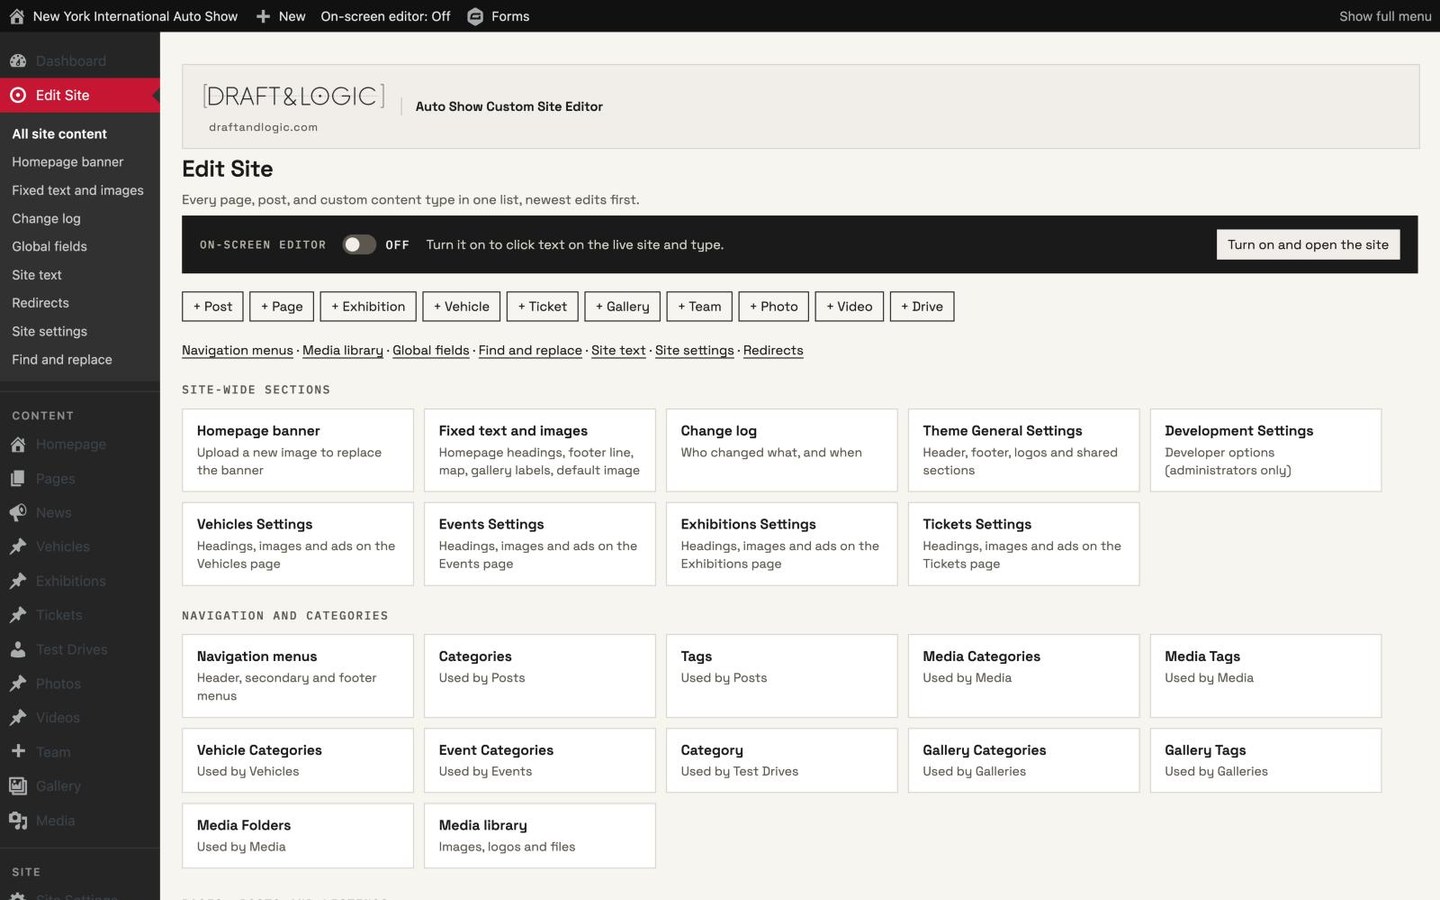 New York International Auto Show
New
On-screen editor: Off
Forms
Show full menu
Dashboard
Edit Site
All site content
Homepage banner
Fixed text and images
Change log
Global fields
Site text
Redirects
Site settings
Find and replace
CONTENT
Homepage
Pages
News
Vehicles
Exhibitions
Tickets
Test Drives
Photos
Videos
Team
Gallery
Media
SITE
Site Settings
[DRAFT&LOGIC]
draftandlogic.com
Auto Show Custom Site Editor
Edit Site
Every page, post, and custom content type in one list, newest edits first.
ON-SCREEN EDITOR OFF Turn it on to click text on the live site and type. Turn on and open the site
+ Post + Page + Exhibition + Vehicle + Ticket + Gallery + Team + Photo + Video + Drive
Navigation menus · Media library · Global fields · Find and replace · Site text · Site settings · Redirects
SITE-WIDE SECTIONS
Homepage banner
Upload a new image to replace
the banner
Fixed text and images
Homepage headings, footer line,
map, gallery labels, default image
Change log
Who changed what, and when
Theme General Settings
Header, footer, logos and shared
sections
Development Settings
Developer options
(administrators only)
Vehicles Settings
Headings, images and ads on the
Vehicles page
Events Settings
Headings, images and ads on the
Events page
Exhibitions Settings
Headings, images and ads on the
Exhibitions page
Tickets Settings
Headings, images and ads on the
Tickets page
NAVIGATION AND CATEGORIES
Navigation menus
Header, secondary and footer
menus
Categories
Used by Posts
Tags
Used by Posts
Media Categories
Used by Media
Media Tags
Used by Media
Vehicle Categories
Used by Vehicles
Event Categories
Used by Events
Category
Used by Test Drives
Gallery Categories
Used by Galleries
Gallery Tags
Used by Galleries
Media Folders
Used by Media
Media library
Images, logos and files